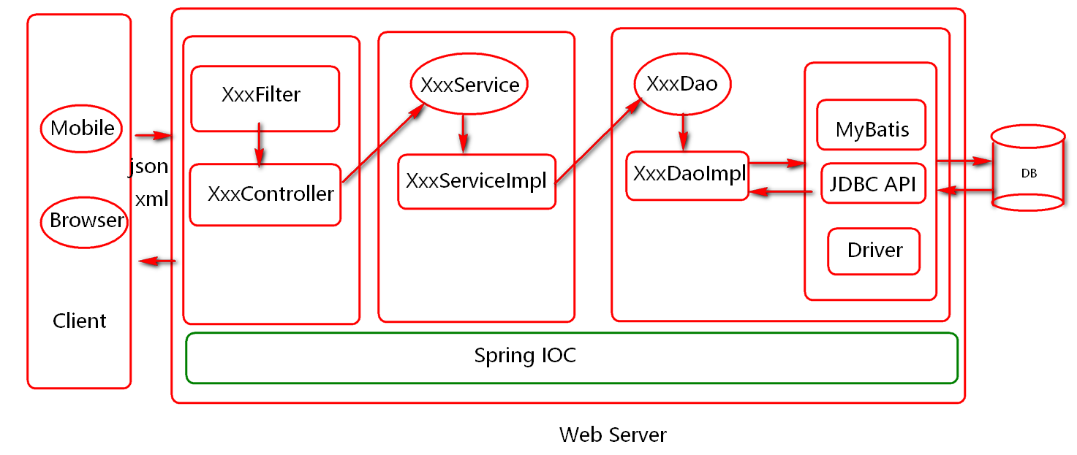 Mobile
Browser
Client
json
xml
XxxFilter
XxxController
XxxService
XxxServiceImpl
XxxDao
XxxDaoImpl
MyBatis
JDBC API
Driver
DB
Spring IOC
Web Server